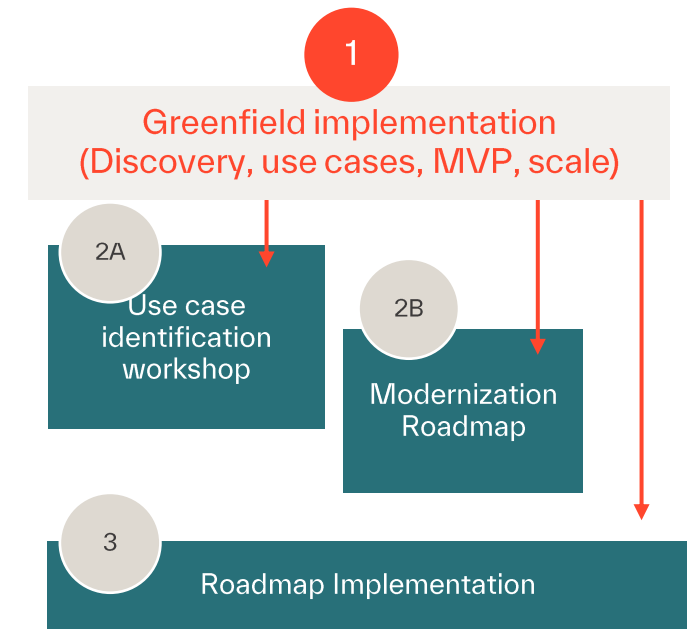 1
Greenfield implementation
(Discovery, use cases, MVP, scale)
2A
Use case
identification
workshop
2B
Modernization
Roadmap
3
Roadmap Implementation